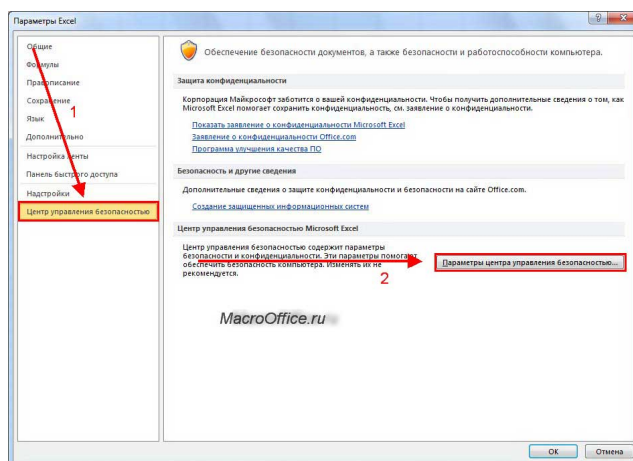 Параметры Excel
Общие
Формулы
Правописание
Сохранение
Язык
Дополнительно
Настройка ленты
Панель быстрого доступа
Надстройки
Центр управления безопасностью
1
Обеспечение безопасности документов, а также безопасности и работоспособности компьютера.
Защита конфиденциальности
Корпорация Майкрософт заботится о вашей конфиденциальности. Чтобы получить дополнительные сведения о том, как
Microsoft Excel помогает сохранить конфиденциальность, см. заявление о конфиденциальности.
Показать заявление о конфиденциальности Microsoft Excel
Заявление о конфиденциальности Office.com
Программа улучшения качества ПО
Безопасность и другие сведения
Дополнительные сведения о защите конфиденциальности и безопасности на сайте Office.com.
Создание защищенных информационных систем
Центр управления безопасностью Microsoft Excel
Центр управления безопасностью содержит параметры
безопасности и конфиденциальности. Эти параметры помогают
обеспечить безопасность компьютера. Изменять их не
рекомендуется.
Параметры центра управления безопасностью...
2
MacroOffice.ru
ОК
Отмена